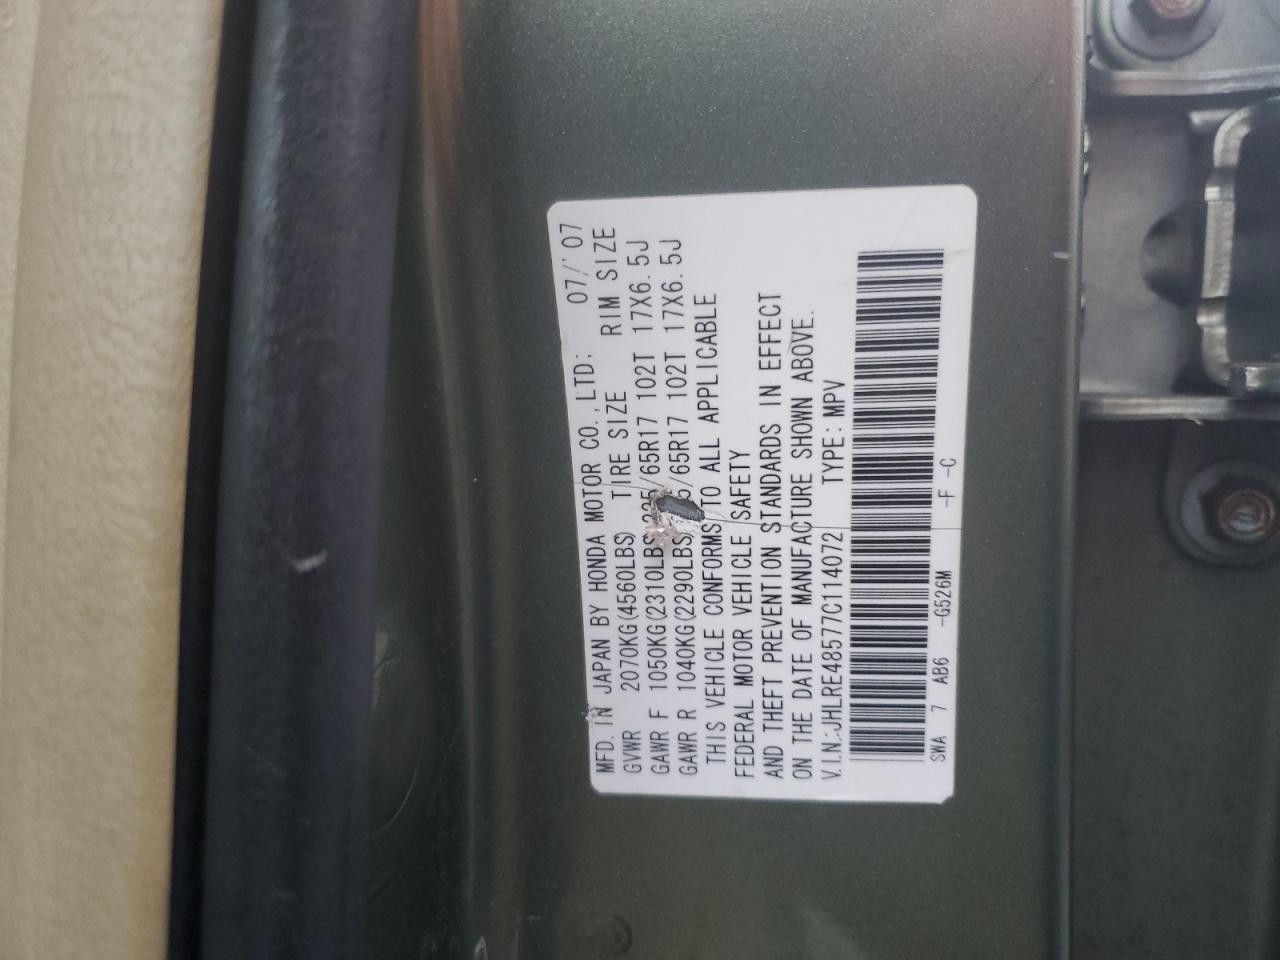 MFD. IN JAPAN BY HONDA MOTOR CO., LTD: 07/'07
GVWR 2070KG(4560LBS) TIRE SIZE RIM SIZE
GAWR F 1050KG(2310LBS) 225/65R17 102T 17X6.5J
GAWR R 1040KG(2290LBS) /65R17 102T 17X6.5J
THIS VEHICLE CONFORMS TO ALL APPLICABLE
FEDERAL MOTOR VEHICLE SAFETY
AND THEFT PREVENTION STANDARDS IN EFFECT
ON THE DATE OF MANUFACTURE SHOWN ABOVE.
V.I.N.:JHLRE48577C114072 TYPE: MPV
SWA 7 AB6 -G526M -F -C